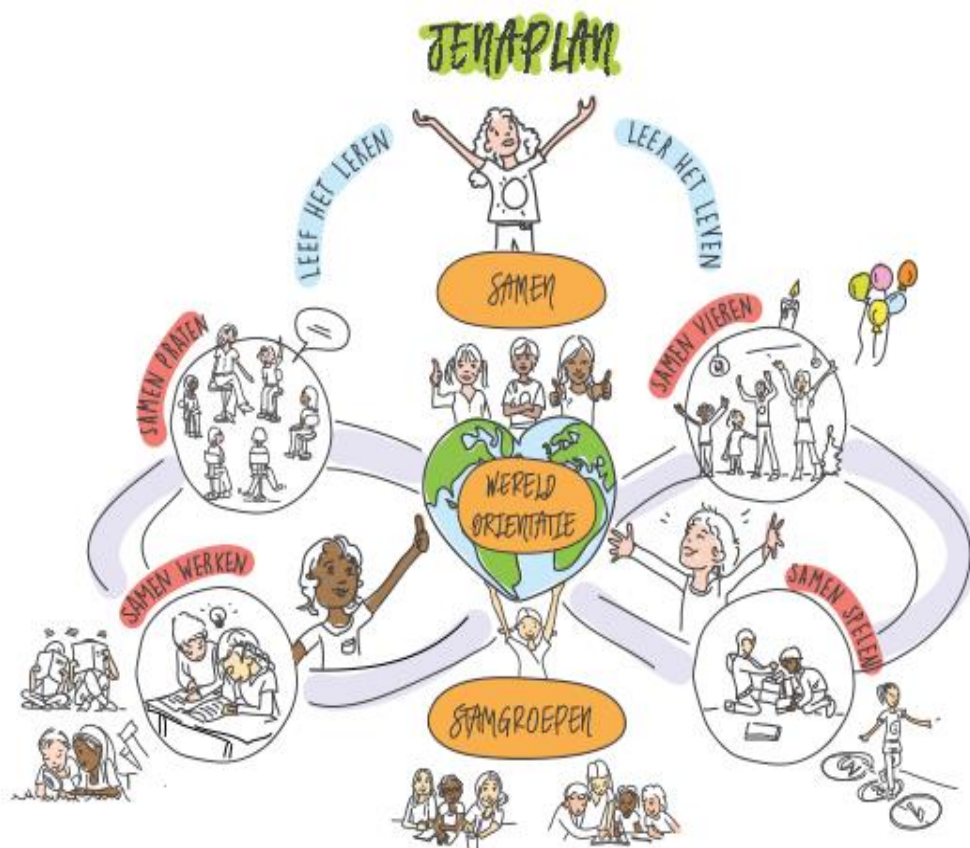 JENAPLAN
LEEF HET LEREN
LEER HET LEVEN
SAMEN
SAMEN PRATEN
SAMEN VIEREN
WERELD
ORIENTATIE
SAMEN WERKEN
SAMEN SPELEN
STAMGROEPEN